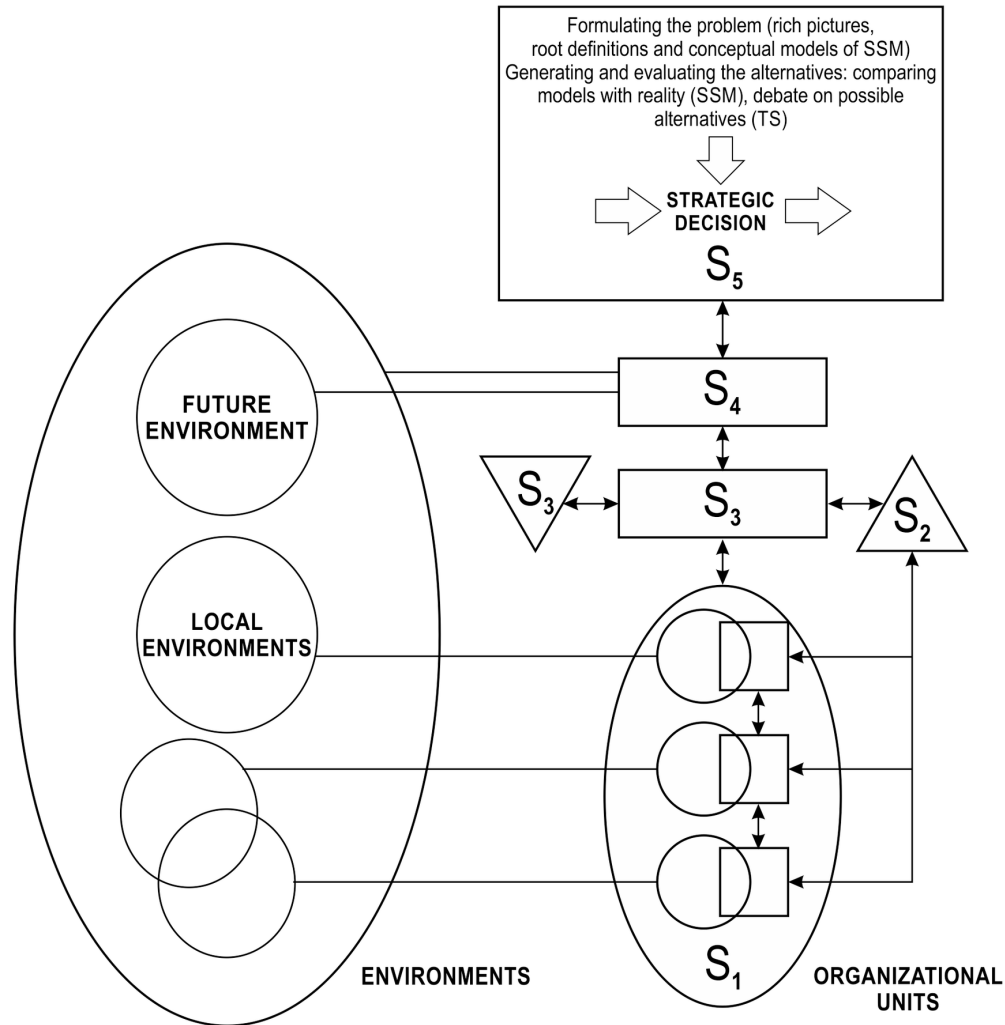 Formulating the problem (rich pictures,
root definitions and conceptual models of SSM)
Generating and evaluating the alternatives: comparing
models with reality (SSM), debate on possible
alternatives (TS)
STRATEGIC
DECISION
S₅
S₄
FUTURE
ENVIRONMENT
S₃
S₃
S₂
LOCAL
ENVIRONMENTS
S₁
ENVIRONMENTS
ORGANIZATIONAL
UNITS